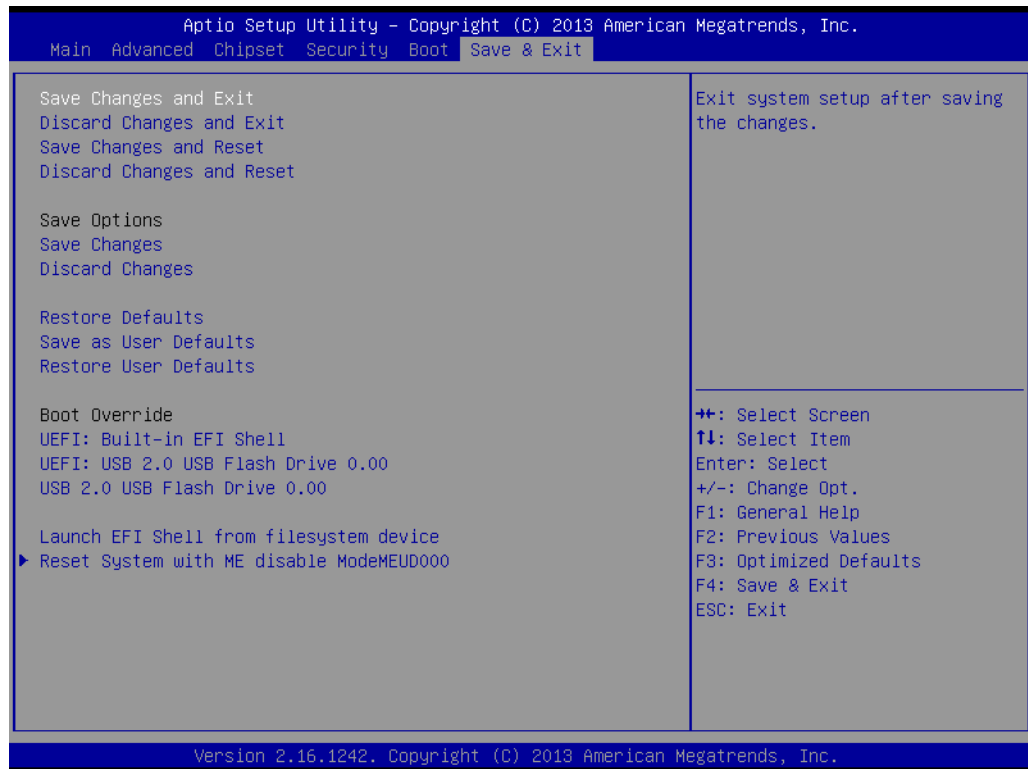 Aptio Setup Utility – Copyright (C) 2013 American Megatrends, Inc.
Main Advanced Chipset Security Boot Save & Exit
Save Changes and Exit
Discard Changes and Exit
Save Changes and Reset
Discard Changes and Reset
Save Options
Save Changes
Discard Changes
Restore Defaults
Save as User Defaults
Restore User Defaults
Boot Override
UEFI: Built-in EFI Shell
UEFI: USB 2.0 USB Flash Drive 0.00
USB 2.0 USB Flash Drive 0.00
Launch EFI Shell from filesystem device
Reset System with ME disable ModeMEUD000
Exit system setup after saving
the changes.
→←: Select Screen
↑↓: Select Item
Enter: Select
+/-: Change Opt.
F1: General Help
F2: Previous Values
F3: Optimized Defaults
F4: Save & Exit
ESC: Exit
Version 2.16.1242. Copyright (C) 2013 American Megatrends, Inc.